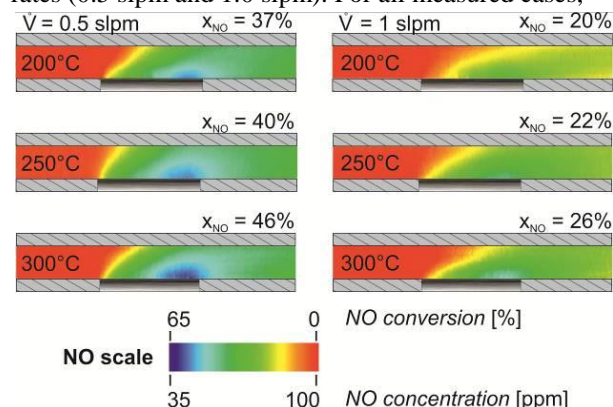 rates (0.5 slpm and 1.0 slpm). For all measured cases,
V̇ = 0.5 slpm x_NO = 37% V̇ = 1 slpm x_NO = 20%
200°C 200°C
x_NO = 40% x_NO = 22%
250°C 250°C
x_NO = 46% x_NO = 26%
300°C 300°C
65 0 NO conversion [%]
NO scale
35 100 NO concentration [ppm]